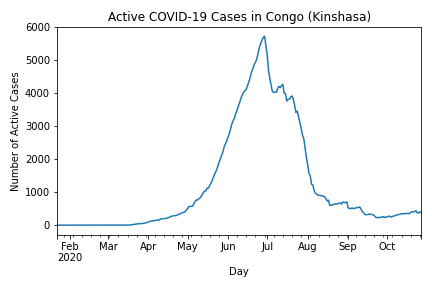 Active COVID-19 Cases in Congo (Kinshasa)
Number of Active Cases
6000
5000
4000
3000
2000
1000
0
Feb Mar Apr May Jun Jul Aug Sep Oct
2020
Day